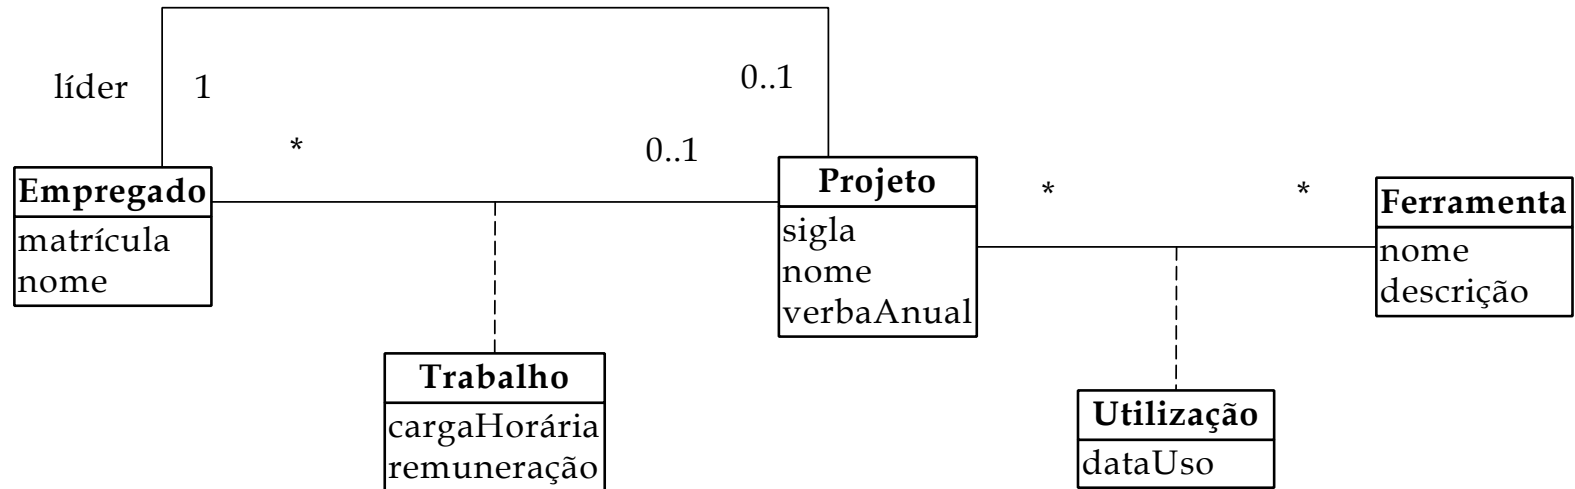 líder
1
0..1
*
0..1
Empregado
matrícula
nome
Projeto
sigla
nome
verbaAnual
*
*
Ferramenta
nome
descrição
Trabalho
cargaHorária
remuneração
Utilização
dataUso